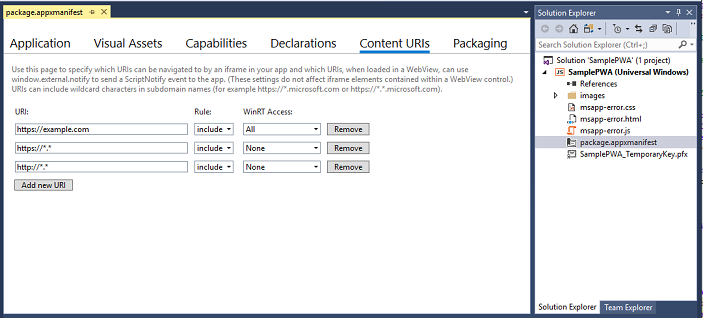 package.appxmanifest
Application Visual Assets Capabilities Declarations Content URIs Packaging
Use this page to specify which URIs can be navigated to by an iframe in your app and which URIs, when loaded in a WebView, can use
window.external.notify to send a ScriptNotify event to the app. (These settings do not affect iframe elements contained within a WebView control.)
URIs can include wildcard characters in subdomain names (for example https://*.microsoft.com or https://*.*.microsoft.com).
URI: Rule: WinRT Access:
https://example.com include All Remove
https://*.* include None Remove
http://*.* include None Remove
Add new URI
Solution Explorer
Search Solution Explorer (Ctrl+;)
Solution 'SamplePWA' (1 project)
JS SamplePWA (Universal Windows)
References
images
msapp-error.css
msapp-error.html
msapp-error.js
package.appxmanifest
SamplePWA_TemporaryKey.pfx
Solution Explorer Team Explorer